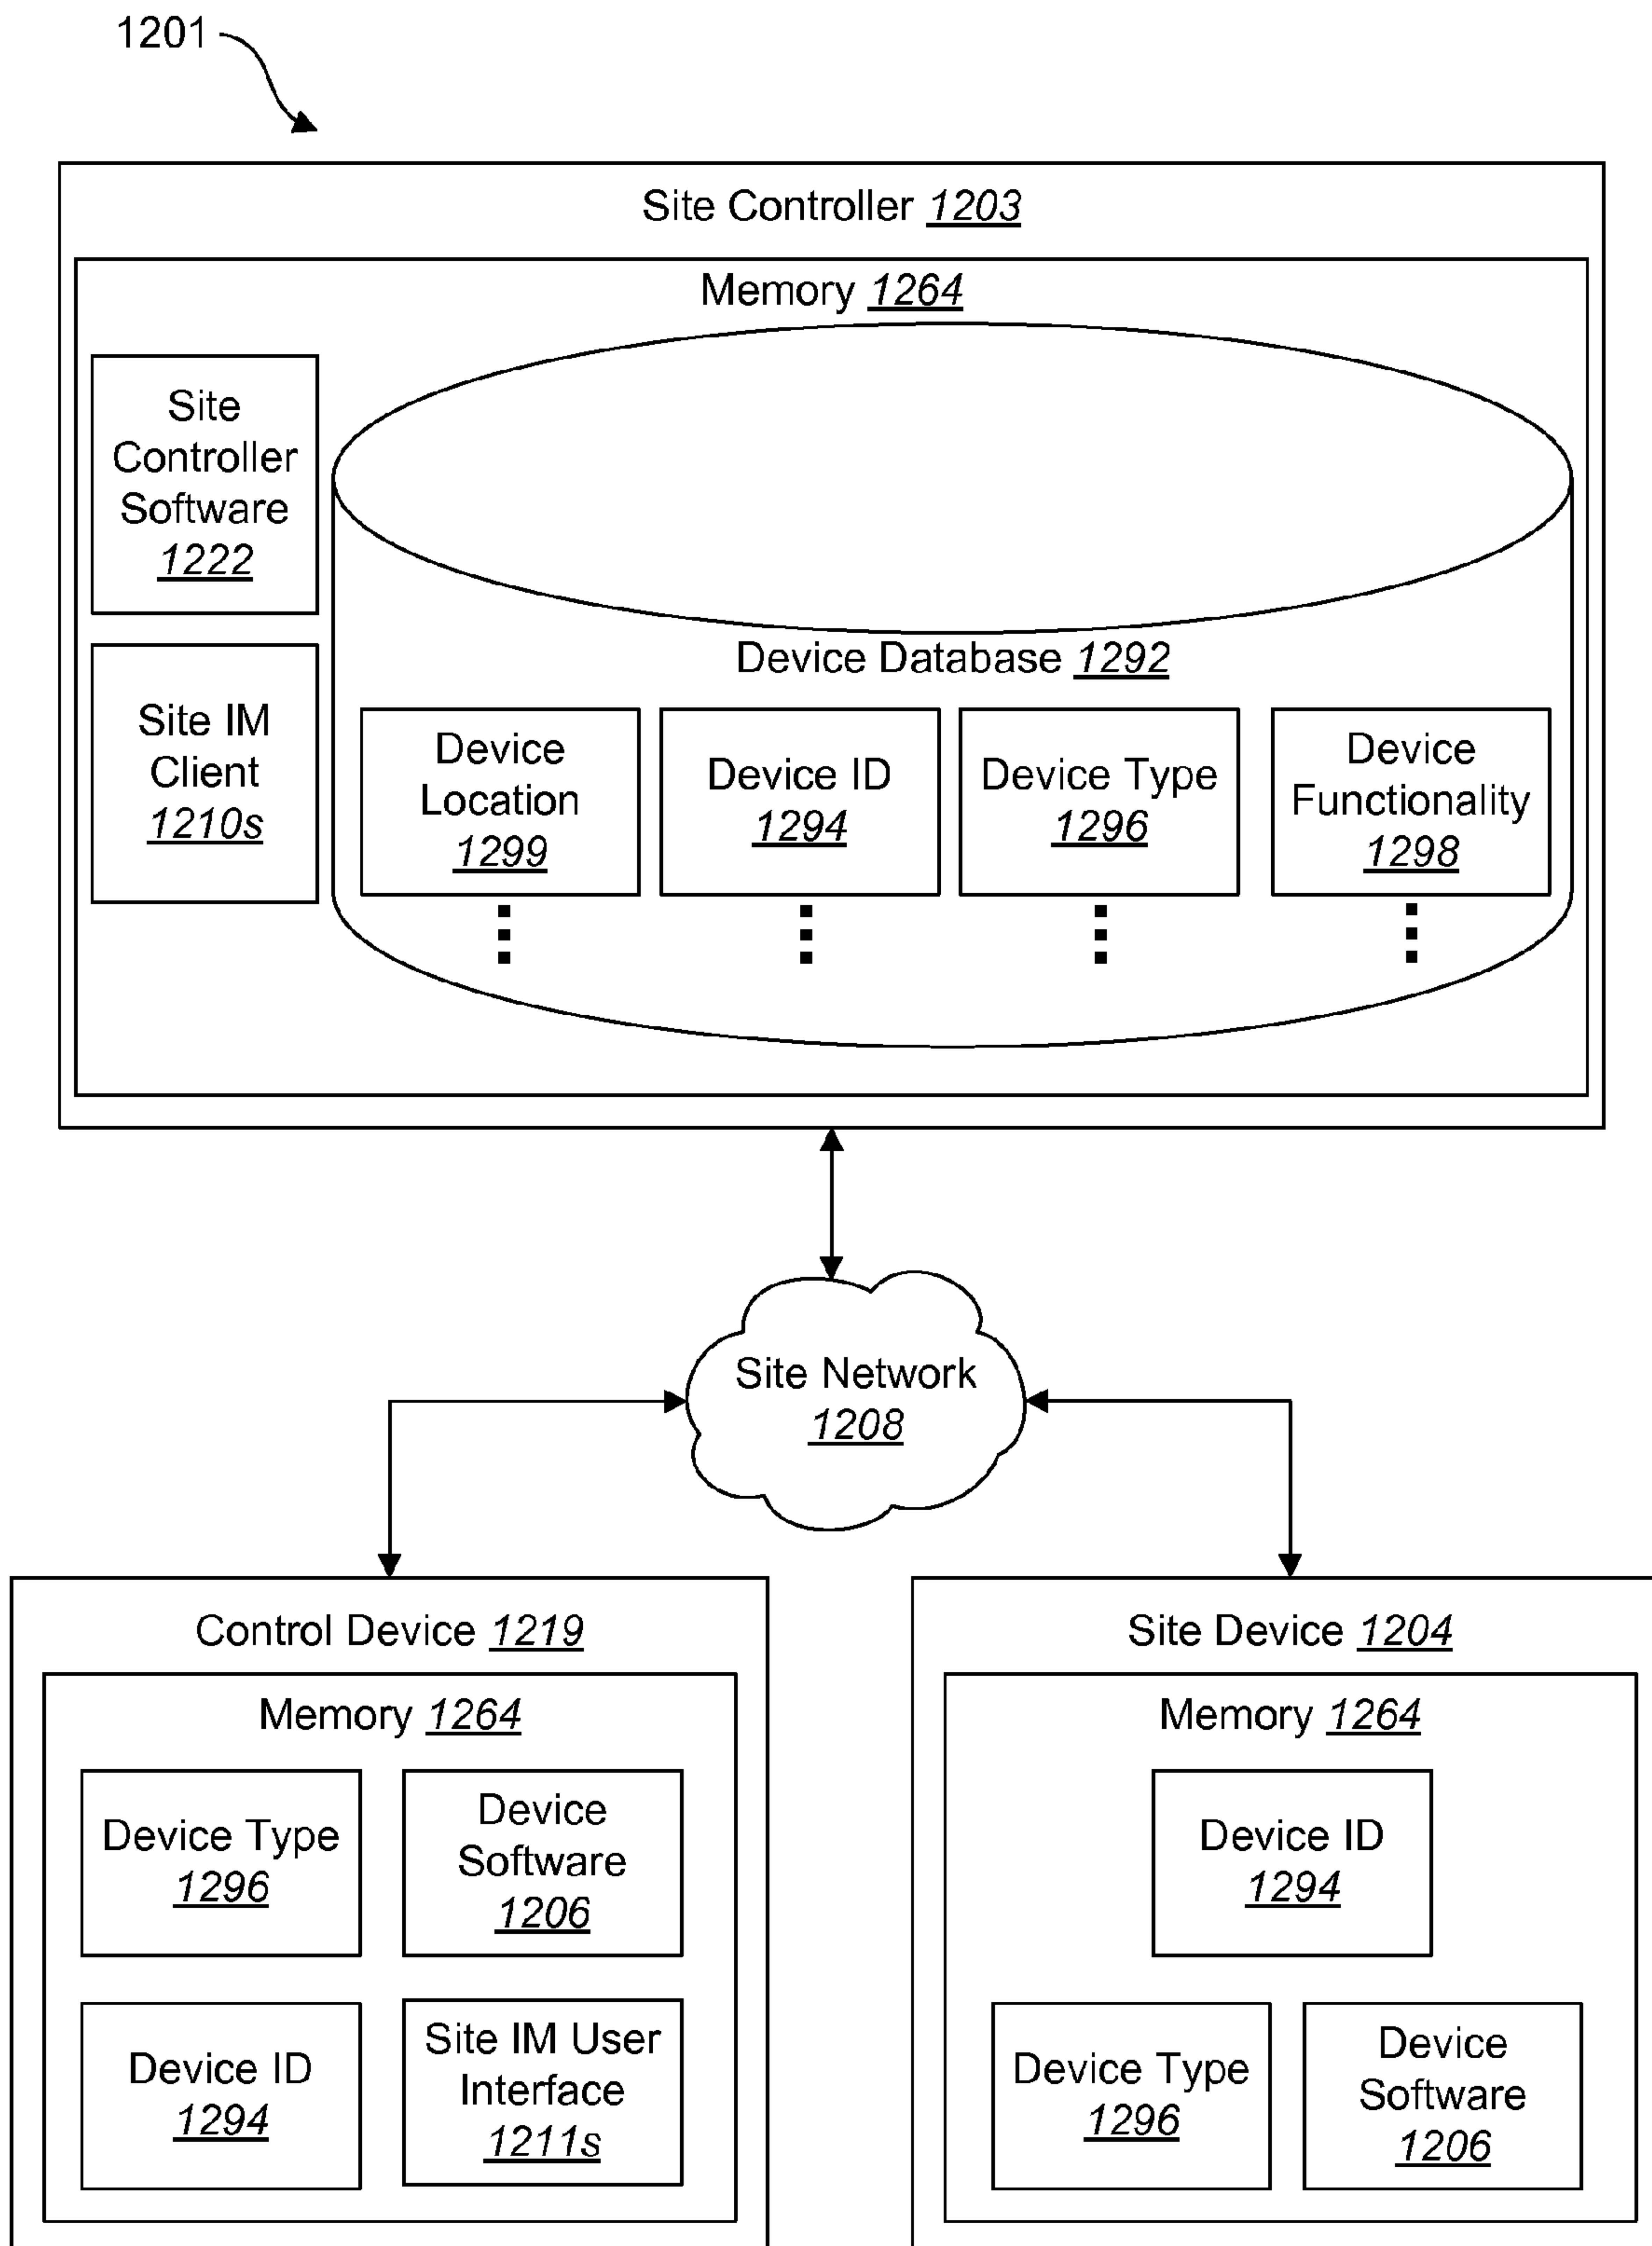 1201
Site Controller 1203
Memory 1264
Site
Controller
Software
1222
Site IM
Client
1210s
Device Database 1292
Device
Location
1299
Device ID
1294
Device Type
1296
Device
Functionality
1298
Site Network
1208
Control Device 1219
Memory 1264
Device Type
1296
Device
Software
1206
Device ID
1294
Site IM User
Interface
1211s
Site Device 1204
Memory 1264
Device ID
1294
Device Type
1296
Device
Software
1206